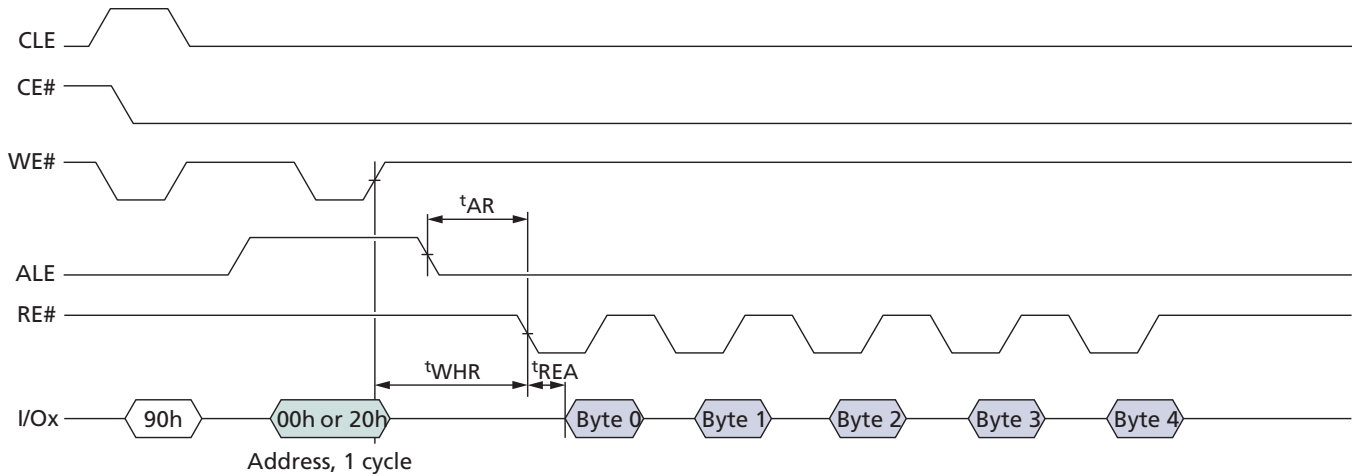 CLE
CE#
WE#
tAR
ALE
RE#
tWHR tREA
I/Ox 90h 00h or 20h Byte 0 Byte 1 Byte 2 Byte 3 Byte 4
Address, 1 cycle